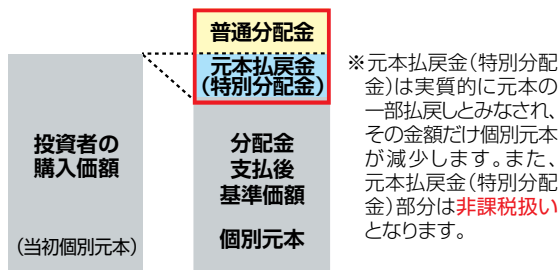 普通分配金
元本払戻金
(特別分配金)
投資者の
購入価額
(当初個別元本)
分配金
支払後
基準価額
個別元本
※元本払戻金(特別分配
金)は実質的に元本の
一部払戻しとみなされ、
その金額だけ個別元本
が減少します。また、
元本払戻金(特別分配
金)部分は非課税扱い
となります。